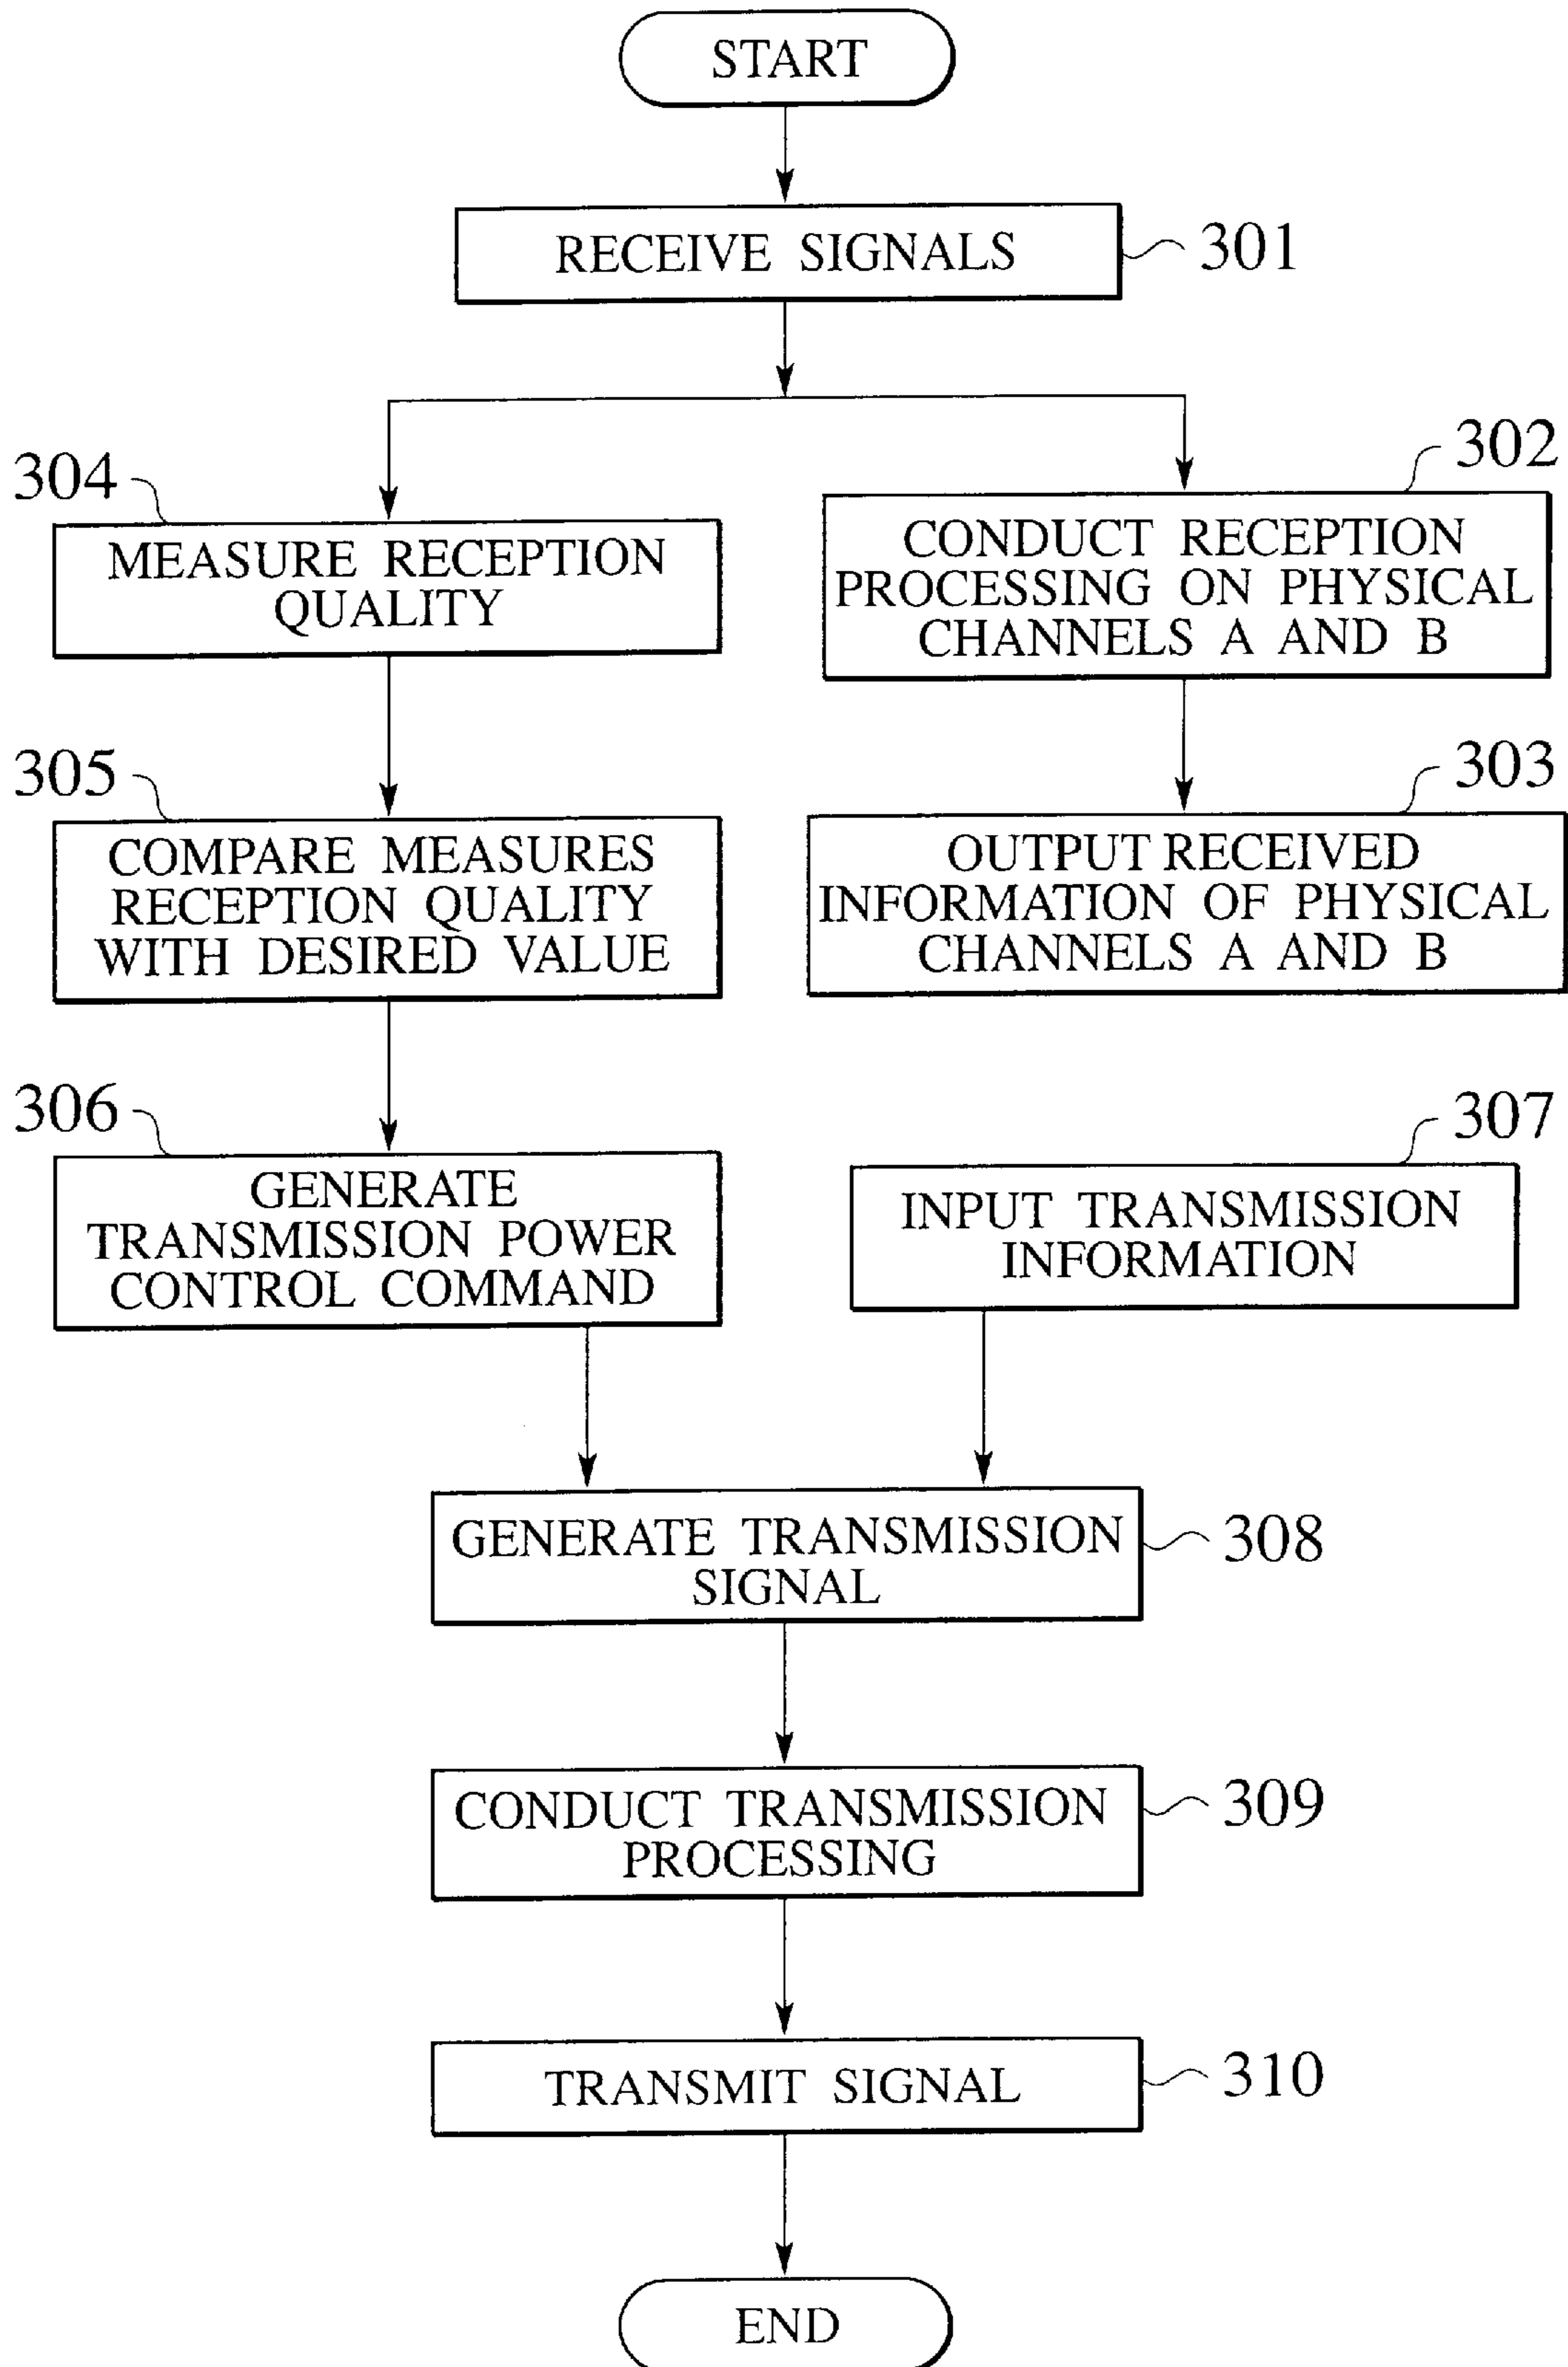 START
RECEIVE SIGNALS
301
304
MEASURE RECEPTION
QUALITY
302
CONDUCT RECEPTION
PROCESSING ON PHYSICAL
CHANNELS A AND B
305
COMPARE MEASURES
RECEPTION QUALITY
WITH DESIRED VALUE
303
OUTPUT RECEIVED
INFORMATION OF PHYSICAL
CHANNELS A AND B
306
GENERATE
TRANSMISSION POWER
CONTROL COMMAND
307
INPUT TRANSMISSION
INFORMATION
GENERATE TRANSMISSION
SIGNAL
308
CONDUCT TRANSMISSION
PROCESSING
309
TRANSMIT SIGNAL
310
END